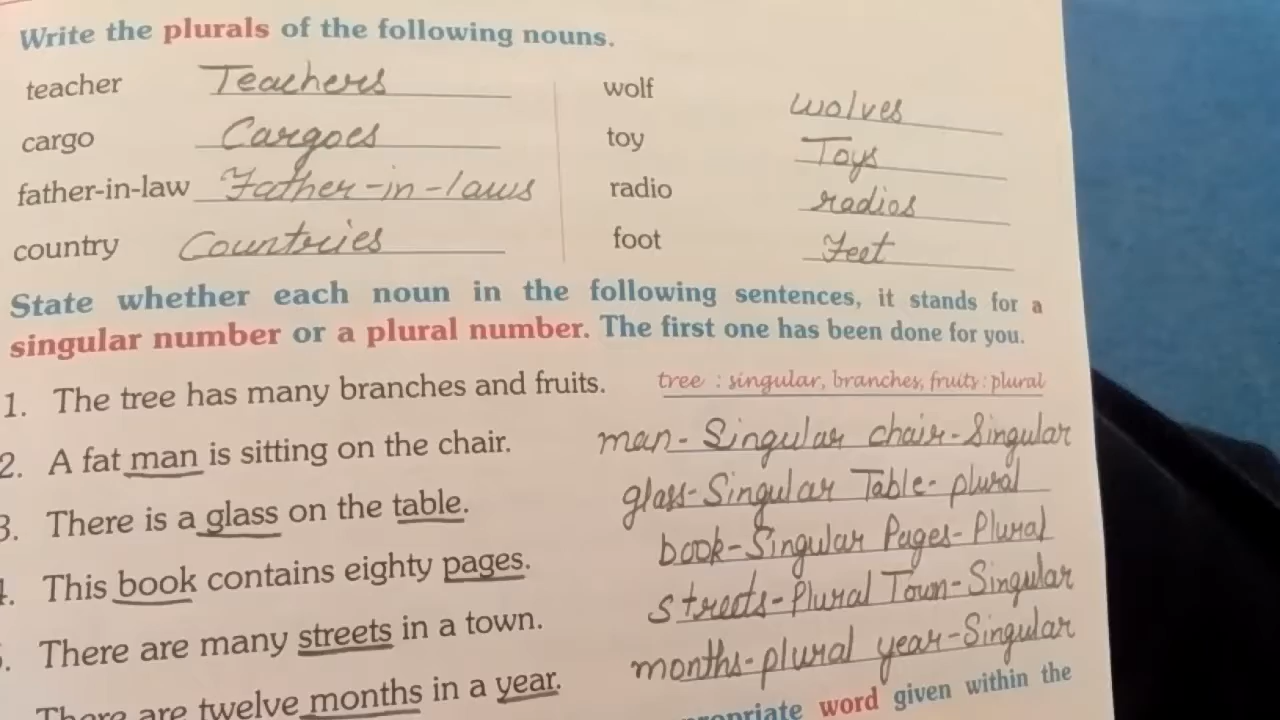 Write the plurals of the following nouns.
teacher Teachers wolf wolves
cargo Cargoes toy Toys
father-in-law Father-in-laws radio radios
country Countries foot Feet
State whether each noun in the following sentences, it stands for a
singular number or a plural number. The first one has been done for you.
1. The tree has many branches and fruits. tree : singular, branches, fruits : plural
2. A fat man is sitting on the chair. man- Singular chair-Singular
3. There is a glass on the table. glass-Singular Table- plural
4. This book contains eighty pages. book-Singular Pages-Plural
. There are many streets in a town. streets-Plural Town-Singular
There are twelve months in a year. months-plural year-Singular
word given within the